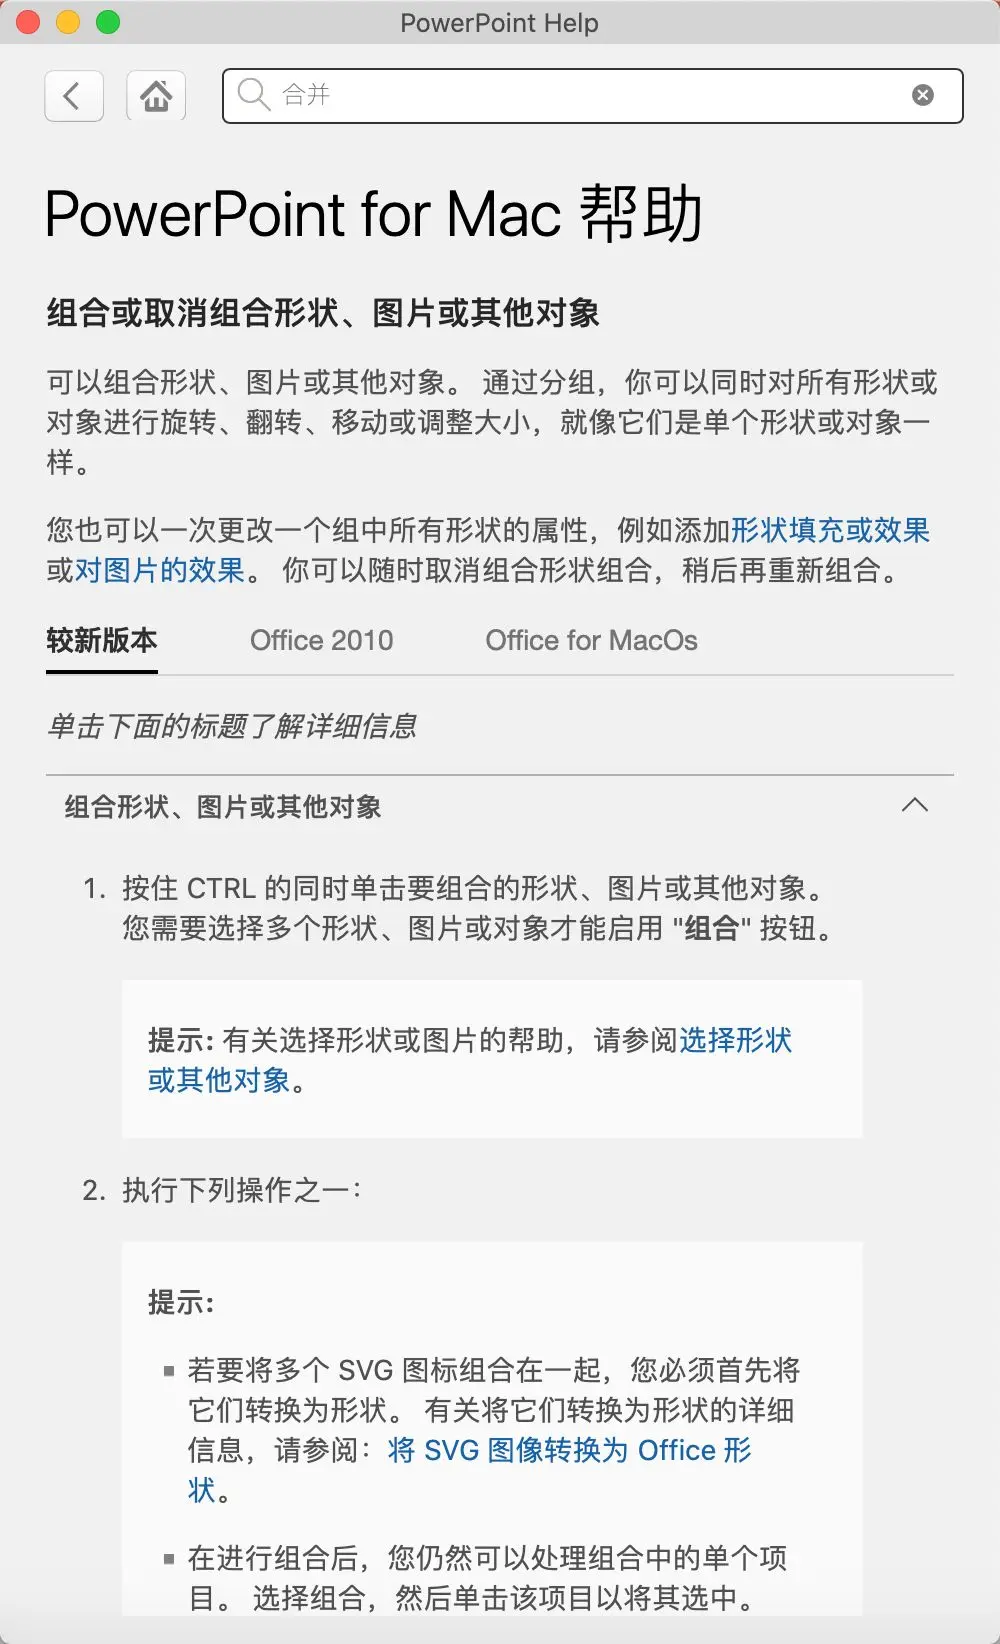 PowerPoint Help
合并
PowerPoint for Mac 帮助
组合或取消组合形状、图片或其他对象
可以组合形状、图片或其他对象。 通过分组，你可以同时对所有形状或
对象进行旋转、翻转、移动或调整大小，就像它们是单个形状或对象一
样。
您也可以一次更改一个组中所有形状的属性，例如添加形状填充或效果
或对图片的效果。 你可以随时取消组合形状组合，稍后再重新组合。
较新版本 Office 2010 Office for MacOs
单击下面的标题了解详细信息
组合形状、图片或其他对象
1. 按住 CTRL 的同时单击要组合的形状、图片或其他对象。
您需要选择多个形状、图片或对象才能启用 "组合" 按钮。
提示: 有关选择形状或图片的帮助，请参阅选择形状
或其他对象。
2. 执行下列操作之一：
提示:
▪ 若要将多个 SVG 图标组合在一起，您必须首先将
它们转换为形状。 有关将它们转换为形状的详细
信息，请参阅：将 SVG 图像转换为 Office 形
状。
▪ 在进行组合后，您仍然可以处理组合中的单个项
目。 选择组合，然后单击该项目以将其选中。